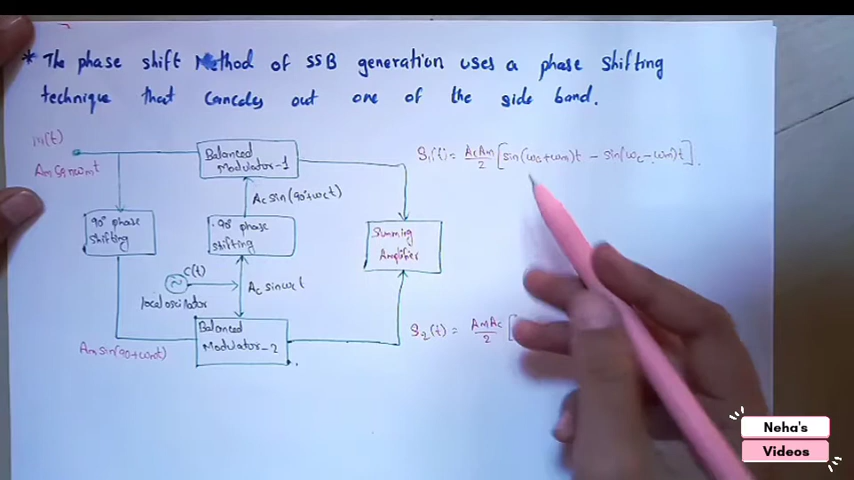 * The phase shift Method of SSB generation uses a phase shifting
technique that Cancels out one of the side band.
m(t)
Am Sin ωmt
Balanced
Modulator-1
S₁(t) = AcAm/2 [sin(ωc+ωm)t - sin(ωc-ωm)t].
Ac sin(90°+ωct)
90° phase
shifting
90° phase
shifting
Summing
Amplifier
C(t)
~
local oscillator
Ac sinωct
Balanced
Modulator-2
Am sin(90+ωmt)
S₂(t) = AmAc/2 [
Neha's
Videos